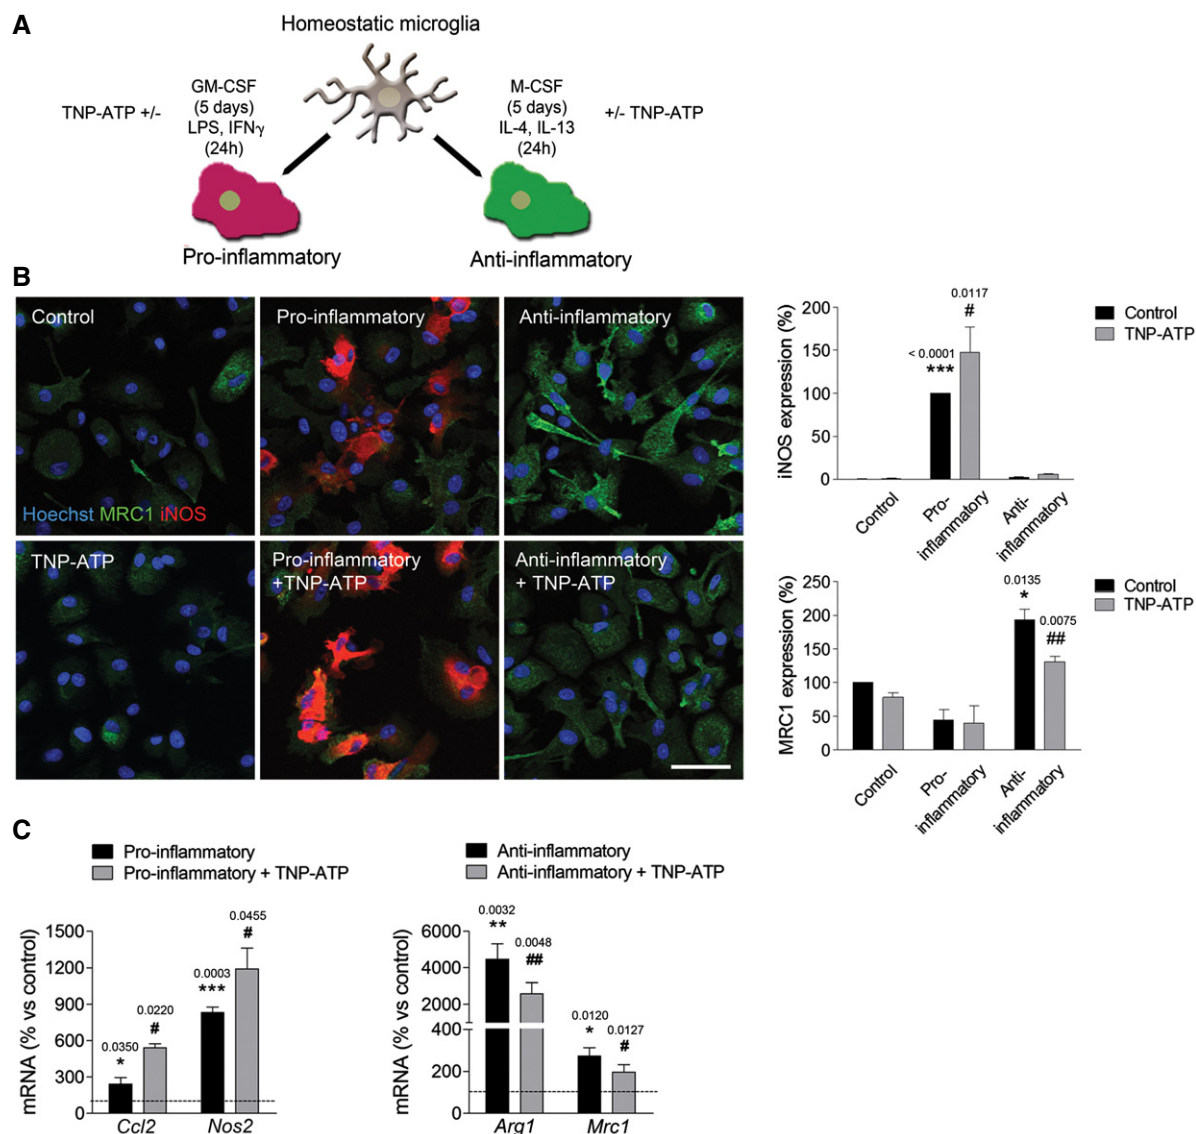 A
Homeostatic microglia
TNP-ATP +/-
GM-CSF
(5 days)
LPS, IFNγ
(24h)
M-CSF
(5 days)
IL-4, IL-13
(24h)
+/- TNP-ATP
Pro-inflammatory
Anti-inflammatory
B
Control
Pro-inflammatory
Anti-inflammatory
Hoechst MRC1 iNOS
TNP-ATP
Pro-inflammatory
+TNP-ATP
Anti-inflammatory
+ TNP-ATP
iNOS expression (%)
200
150
100
50
0
< 0.0001
***
0.0117
#
Control
TNP-ATP
Control
Pro-
inflammatory
Anti-
inflammatory
MRC1 expression (%)
250
200
150
100
50
0
0.0135
*
0.0075
##
Control
TNP-ATP
Control
Pro-
inflammatory
Anti-
inflammatory
C
Pro-inflammatory
Pro-inflammatory + TNP-ATP
mRNA (% vs control)
1500
1200
900
600
300
0
0.0350
*
0.0220
#
0.0003
***
0.0455
#
Ccl2
Nos2
Anti-inflammatory
Anti-inflammatory + TNP-ATP
mRNA (% vs control)
6000
4000
2000
400
200
0
0.0032
**
0.0048
##
0.0120
*
0.0127
#
Arg1
Mrc1